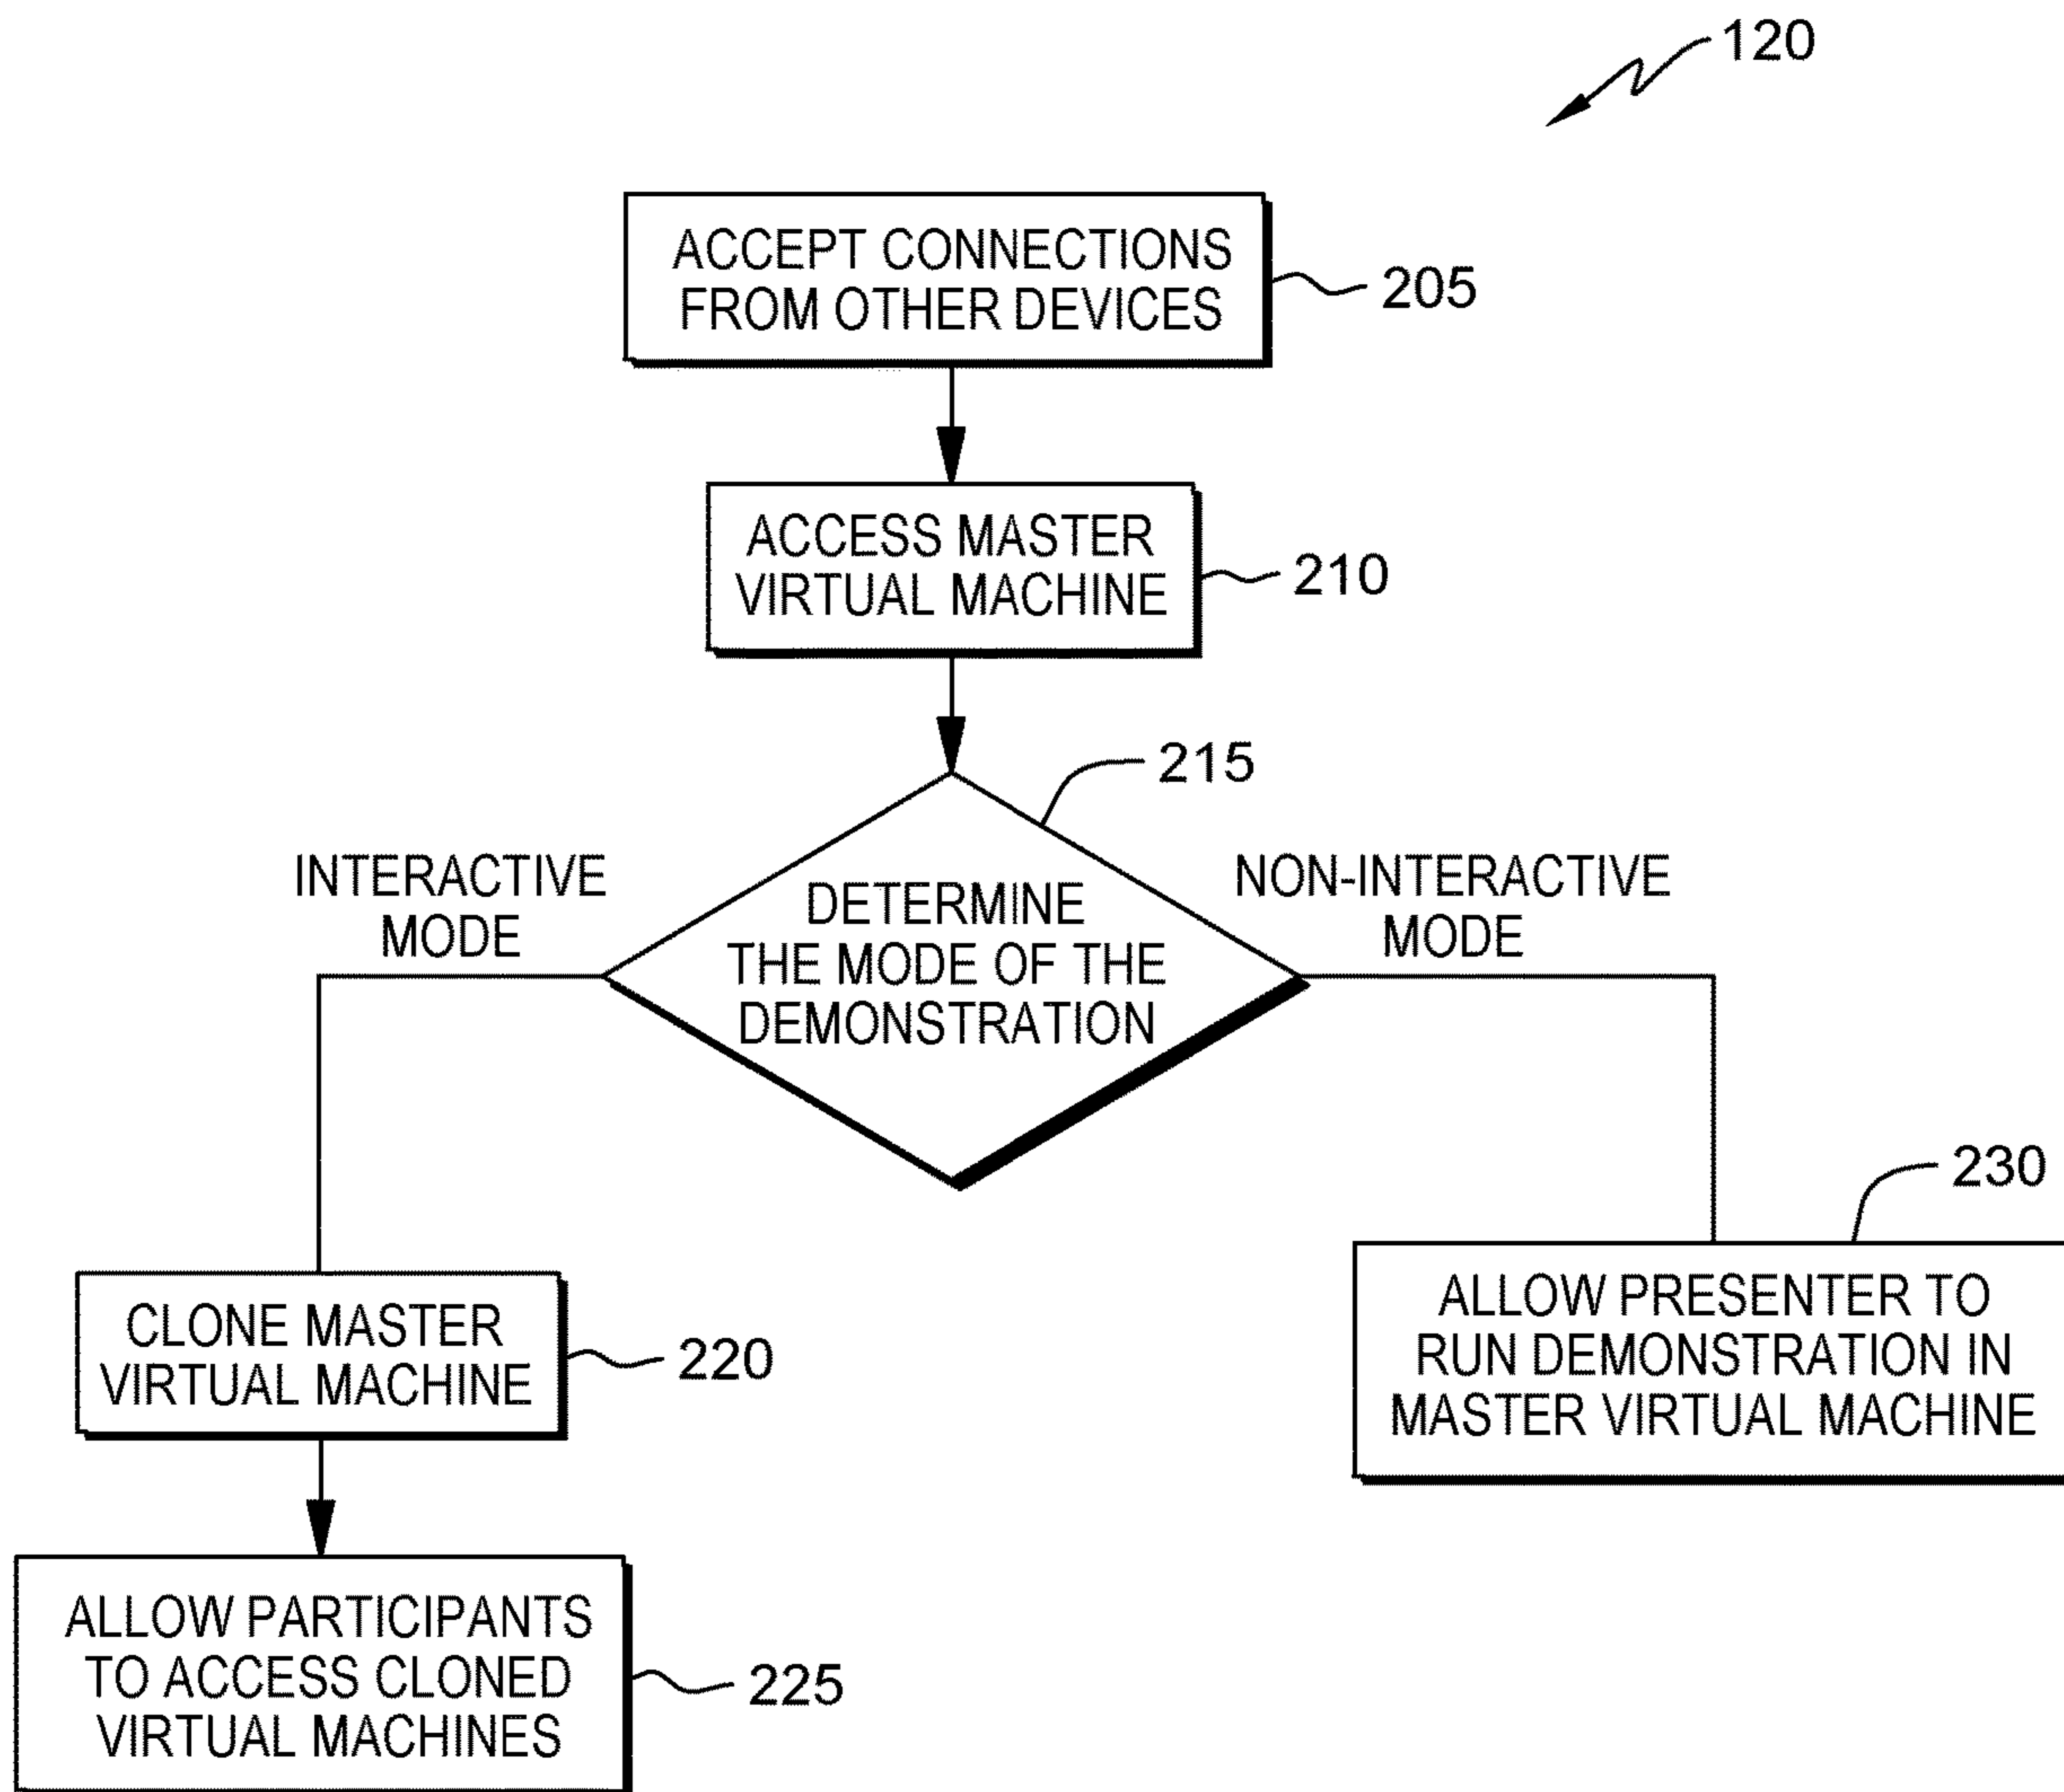 120
ACCEPT CONNECTIONS
FROM OTHER DEVICES
205
ACCESS MASTER
VIRTUAL MACHINE
210
215
INTERACTIVE
MODE
DETERMINE
THE MODE OF THE
DEMONSTRATION
NON-INTERACTIVE
MODE
CLONE MASTER
VIRTUAL MACHINE
220
230
ALLOW PRESENTER TO
RUN DEMONSTRATION IN
MASTER VIRTUAL MACHINE
ALLOW PARTICIPANTS
TO ACCESS CLONED
VIRTUAL MACHINES
225